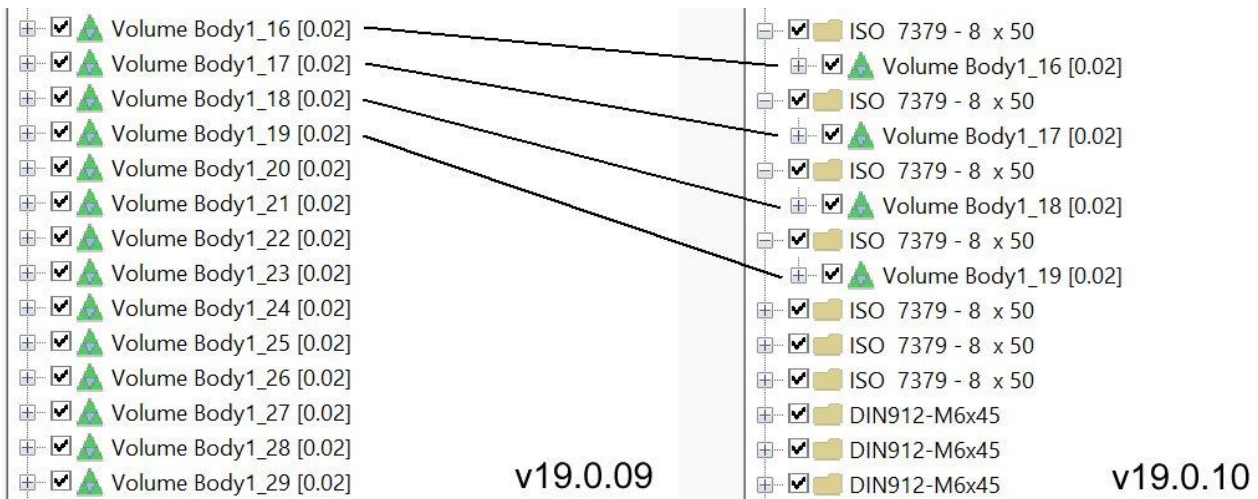 Volume Body1_16 [0.02]
Volume Body1_17 [0.02]
Volume Body1_18 [0.02]
Volume Body1_19 [0.02]
Volume Body1_20 [0.02]
Volume Body1_21 [0.02]
Volume Body1_22 [0.02]
Volume Body1_23 [0.02]
Volume Body1_24 [0.02]
Volume Body1_25 [0.02]
Volume Body1_26 [0.02]
Volume Body1_27 [0.02]
Volume Body1_28 [0.02]
Volume Body1_29 [0.02]
v19.0.09
ISO 7379 - 8 x 50
Volume Body1_16 [0.02]
ISO 7379 - 8 x 50
Volume Body1_17 [0.02]
ISO 7379 - 8 x 50
Volume Body1_18 [0.02]
ISO 7379 - 8 x 50
Volume Body1_19 [0.02]
ISO 7379 - 8 x 50
ISO 7379 - 8 x 50
ISO 7379 - 8 x 50
DIN912-M6x45
DIN912-M6x45
DIN912-M6x45
v19.0.10